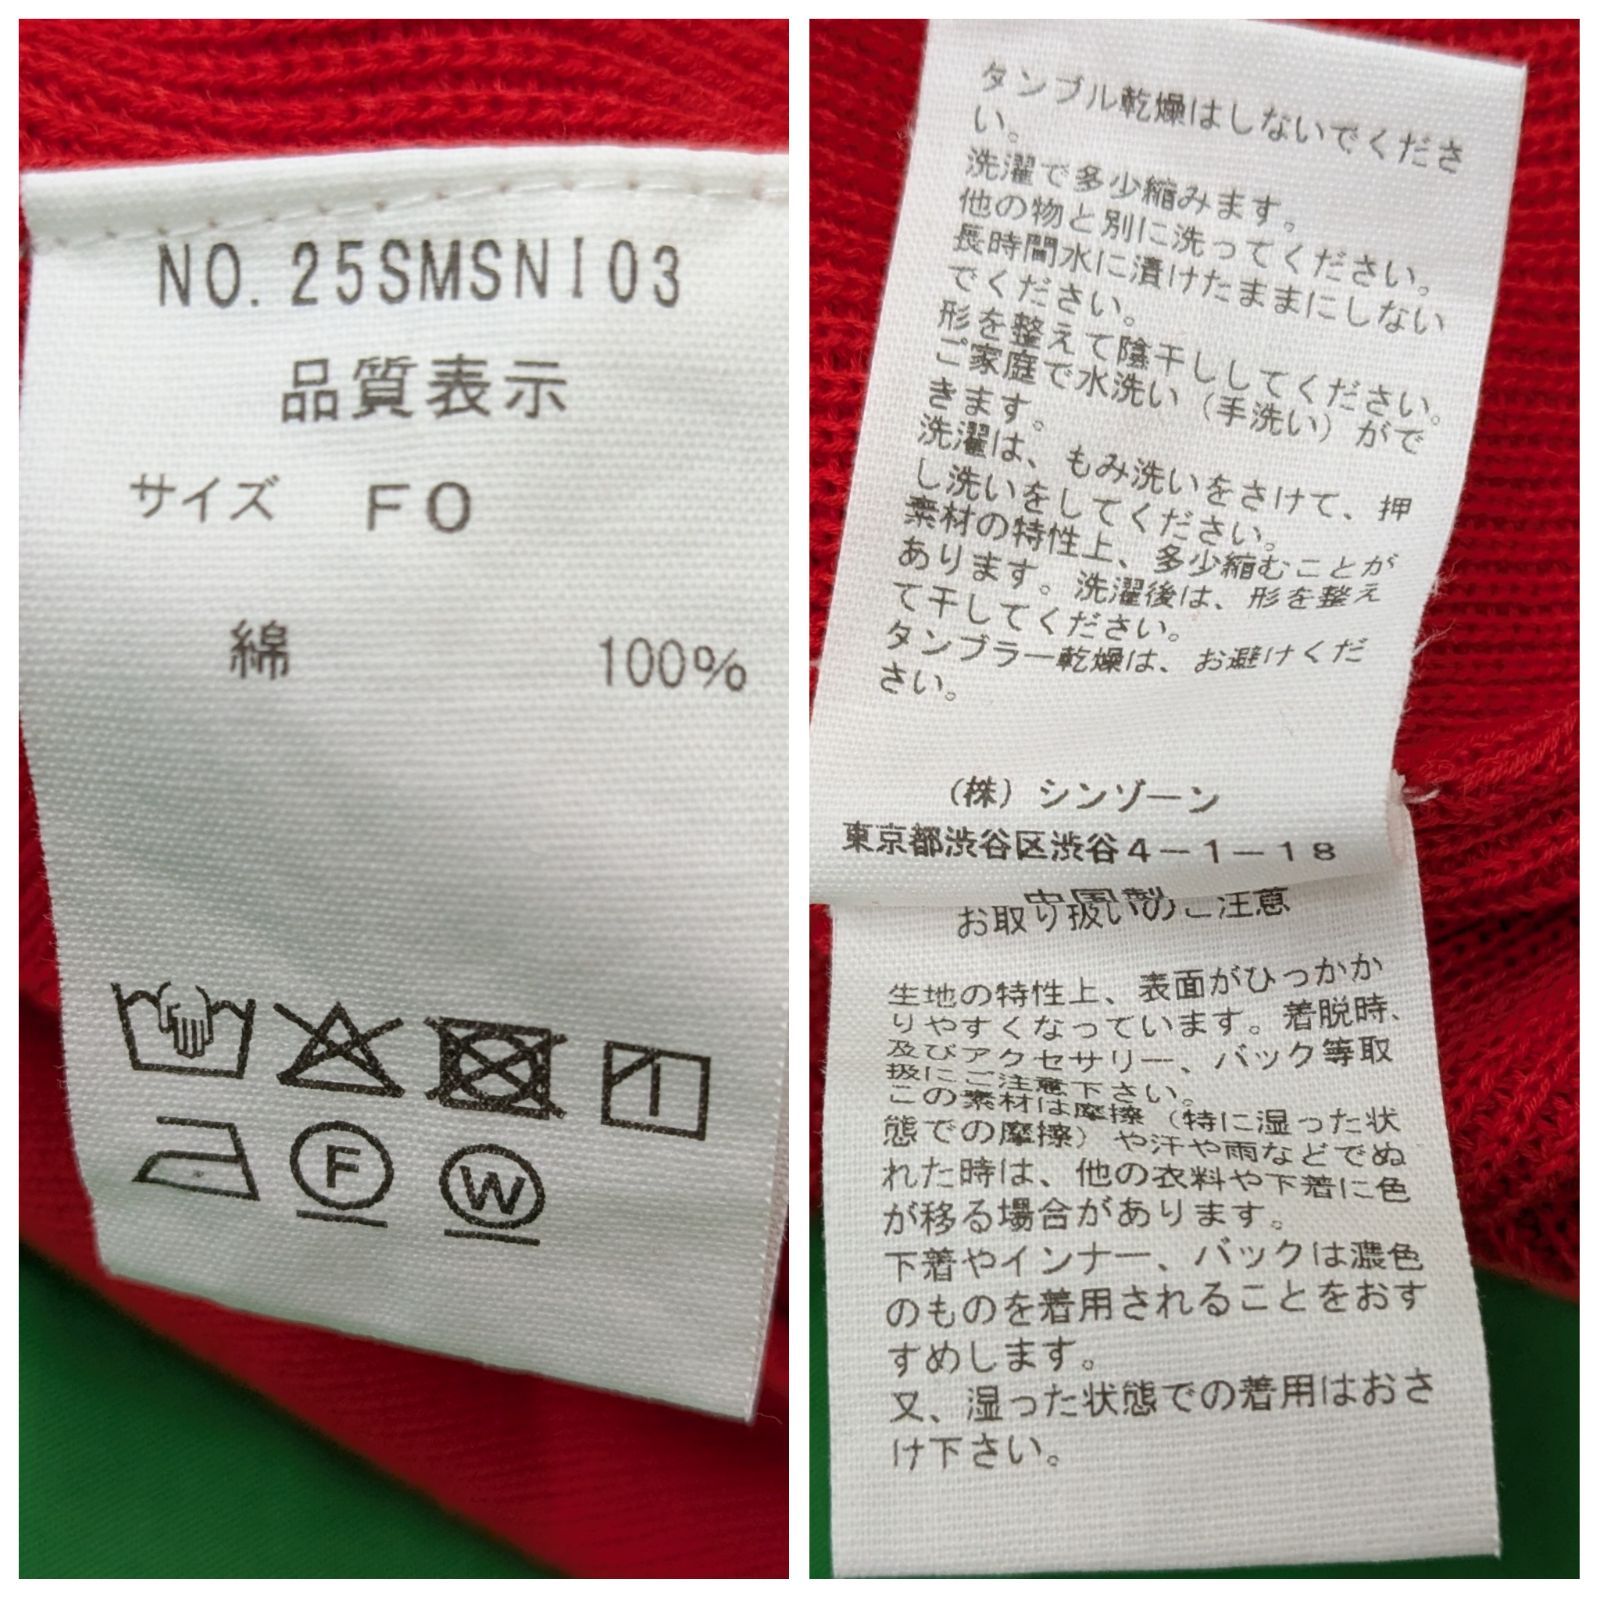 NO. 25SMSNI03
品質表示
サイズ FO
綿 100%
F
W
タンブル乾燥はしないでくださ
い。
洗濯で多少縮みます。
他の物と別に洗ってください。
長時間水に漬けたままにしない
でください。
形を整えて陰干ししてください。
ご家庭で水洗い（手洗い）がで
きます。
洗濯は、もみ洗いをさけて、押
し洗いをしてください。
素材の特性上、多少縮むことが
あります。洗濯後は、形を整え
て干してください。
タンブラー乾燥は、お避けくだ
さい。
（株）シンゾーン
東京都渋谷区渋谷4－1－18
中国製
お取り扱いのご注意
生地の特性上、表面がひっかか
りやすくなっています。着脱時、
及びアクセサリー、バック等取
扱にご注意下さい。
この素材は摩擦（特に湿った状
態での摩擦）や汗や雨などでぬ
れた時は、他の衣料や下着に色
が移る場合があります。
下着やインナー、バックは濃色
のものを着用されることをおす
すめします。
又、湿った状態での着用はおさ
け下さい。